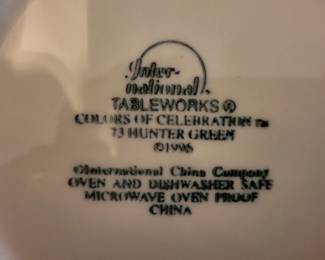 Inter-
national
TABLEWORKS®
COLORS OF CELEBRATION™
73 HUNTER GREEN
©1996
©International China Company
OVEN AND DISHWASHER SAFE
MICROWAVE OVEN PROOF
CHINA